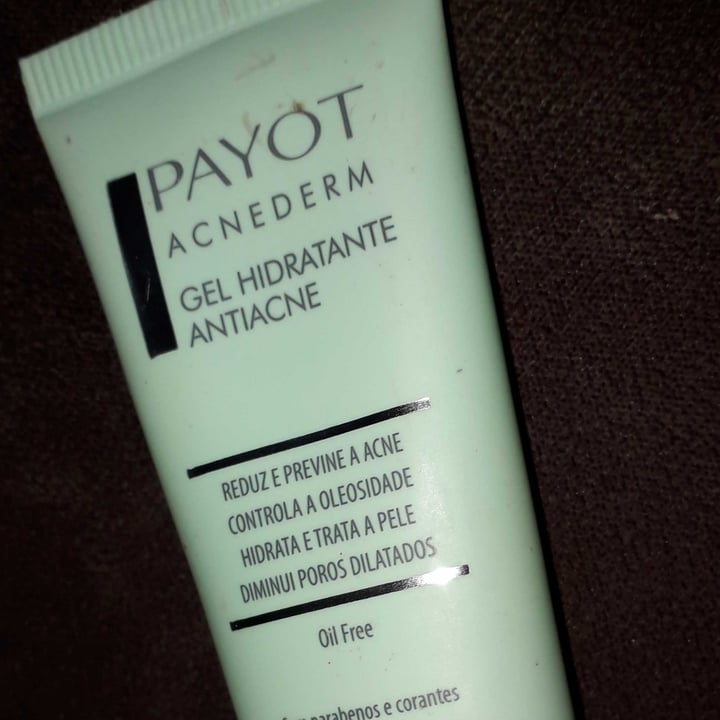 PAYOT
ACNEDERM
GEL HIDRATANTE
ANTIACNE
REDUZ E PREVINE A ACNE
CONTROLA A OLEOSIDADE
HIDRATA E TRATA A PELE
DIMINUI POROS DILATADOS
Oil Free
parabenos e corantes